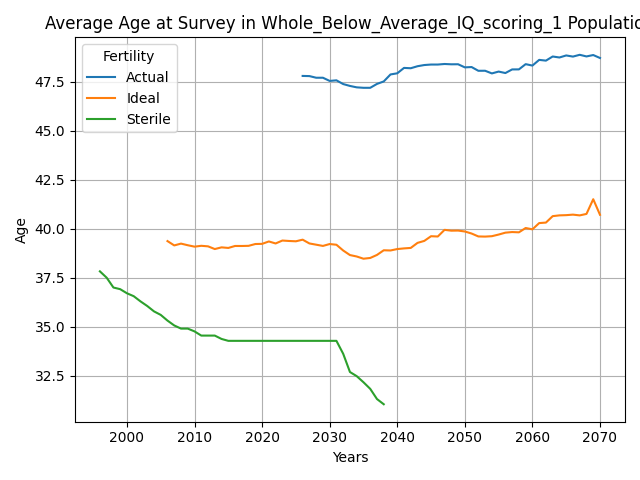 Average Age at Survey in Whole_Below_Average_IQ_scoring_1 Populatio
Fertility
Actual
Ideal
Sterile
47.5
45.0
42.5
40.0
37.5
35.0
32.5
Age
2000 2010 2020 2030 2040 2050 2060 2070
Years